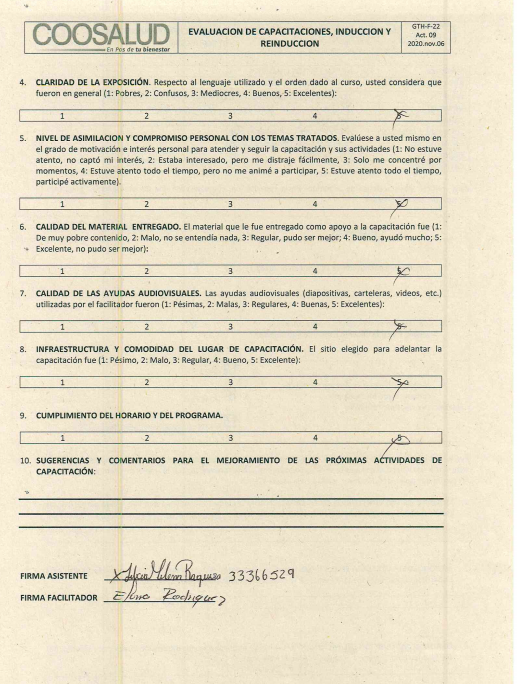 COOSALUD
En Pos de tu bienestar
EVALUACION DE CAPACITACIONES, INDUCCION Y
REINDUCCION
GTH-F-22
Act. 09
2020.nov.06
4. CLARIDAD DE LA EXPOSICIÓN. Respecto al lenguaje utilizado y el orden dado al curso, usted considera que
fueron en general (1: Pobres, 2: Confusos, 3: Mediocres, 4: Buenos, 5: Excelentes):
1 2 3 4 5
5. NIVEL DE ASIMILACIÓN Y COMPROMISO PERSONAL CON LOS TEMAS TRATADOS. Evalúese a usted mismo en
el grado de motivación e interés personal para atender y seguir la capacitación y sus actividades (1: No estuve
atento, no captó mi interés, 2: Estaba interesado, pero me distraje fácilmente, 3: Solo me concentré por
momentos, 4: Estuve atento todo el tiempo, pero no me animé a participar, 5: Estuve atento todo el tiempo,
participé activamente).
1 2 3 4 5
6. CALIDAD DEL MATERIAL ENTREGADO. El material que le fue entregado como apoyo a la capacitación fue (1:
De muy pobre contenido, 2: Malo, no se entendía nada, 3: Regular, pudo ser mejor; 4: Bueno, ayudó mucho; 5:
Excelente, no pudo ser mejor):
1 2 3 4 5
7. CALIDAD DE LAS AYUDAS AUDIOVISUALES. Las ayudas audiovisuales (diapositivas, carteleras, videos, etc.)
utilizadas por el facilitador fueron (1: Pésimas, 2: Malas, 3: Regulares, 4: Buenas, 5: Excelentes):
1 2 3 4 5
8. INFRAESTRUCTURA Y COMODIDAD DEL LUGAR DE CAPACITACIÓN. El sitio elegido para adelantar la
capacitación fue (1: Pésimo, 2: Malo, 3: Regular, 4: Bueno, 5: Excelente):
1 2 3 4 5
9. CUMPLIMIENTO DEL HORARIO Y DEL PROGRAMA.
1 2 3 4 5
10. SUGERENCIAS Y COMENTARIOS PARA EL MEJORAMIENTO DE LAS PRÓXIMAS ACTIVIDADES DE
CAPACITACIÓN:
FIRMA ASISTENTE X 33366529
FIRMA FACILITADOR Rodriguez